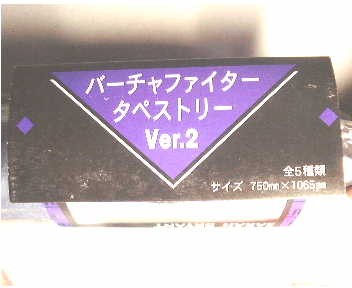 バーチャファイター
タペストリー
Ver.2
全5種類
サイズ 750mm×1065mm